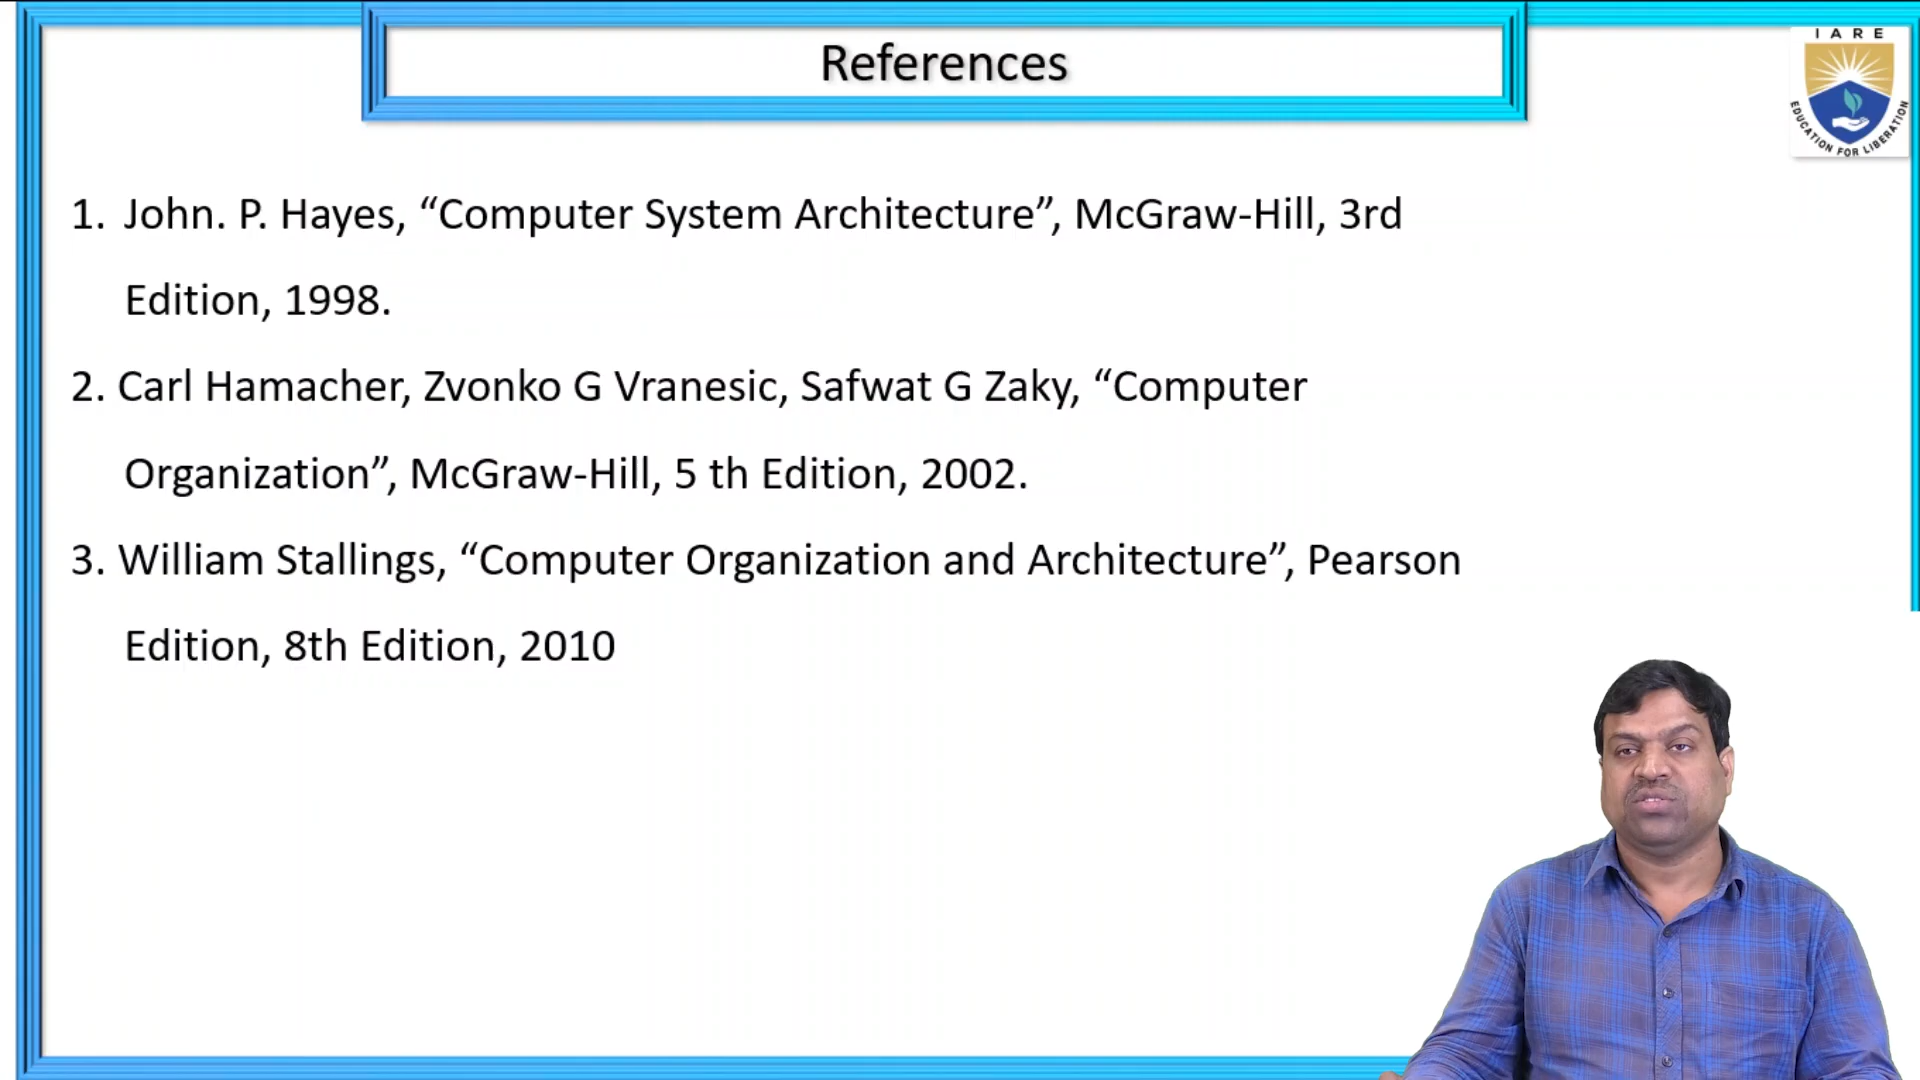 References
IARE
EDUCATION FOR LIBERATION
1. John. P. Hayes, “Computer System Architecture”, McGraw-Hill, 3rd
Edition, 1998.
2. Carl Hamacher, Zvonko G Vranesic, Safwat G Zaky, “Computer
Organization”, McGraw-Hill, 5 th Edition, 2002.
3. William Stallings, “Computer Organization and Architecture”, Pearson
Edition, 8th Edition, 2010